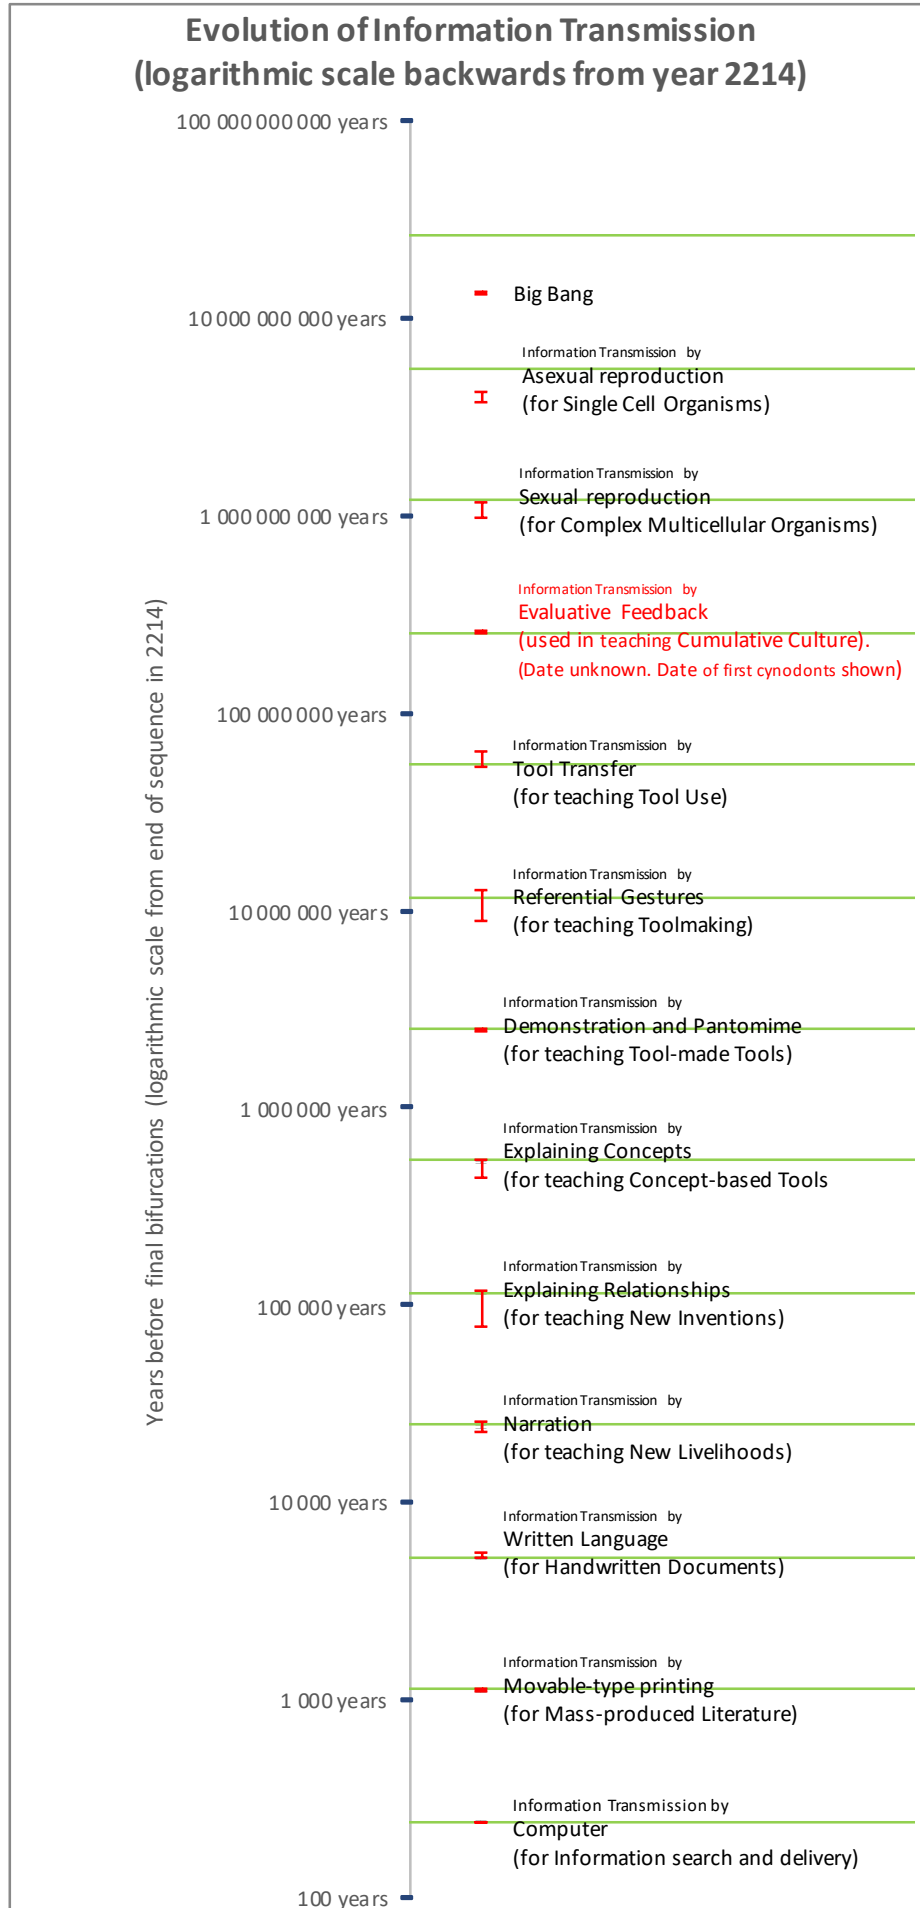 Evolution of Information Transmission
(logarithmic scale backwards from year 2214)
100 000 000 000 years
Big Bang
10 000 000 000 years
Information Transmission by
Asexual reproduction
(for Single Cell Organisms)
Information Transmission by
Sexual reproduction
1 000 000 000 years
(for Complex Multicellular Organisms)
Information Transmission by
Evaluative Feedback
(used in teaching Cumulative Culture).
(Date unknown. Date of first cynodonts shown)
Years before final bifurcations (logarithmic scale from end of sequence in 2214)
100 000 000 years
Information Transmission by
Tool Transfer
(for teaching Tool Use)
Information Transmission by
Referential Gestures
10 000 000 years
(for teaching Toolmaking)
Information Transmission by
Demonstration and Pantomime
(for teaching Tool-made Tools)
1 000 000 years
Information Transmission by
Explaining Concepts
(for teaching Concept-based Tools
Information Transmission by
Explaining Relationships
100 000 years
(for teaching New Inventions)
Information Transmission by
Narration
(for teaching New Livelihoods)
10 000 years
Information Transmission by
Written Language
(for Handwritten Documents)
Information Transmission by
Movable-type printing
1 000 years
(for Mass-produced Literature)
Information Transmission by
Computer
(for Information search and delivery)
100 years